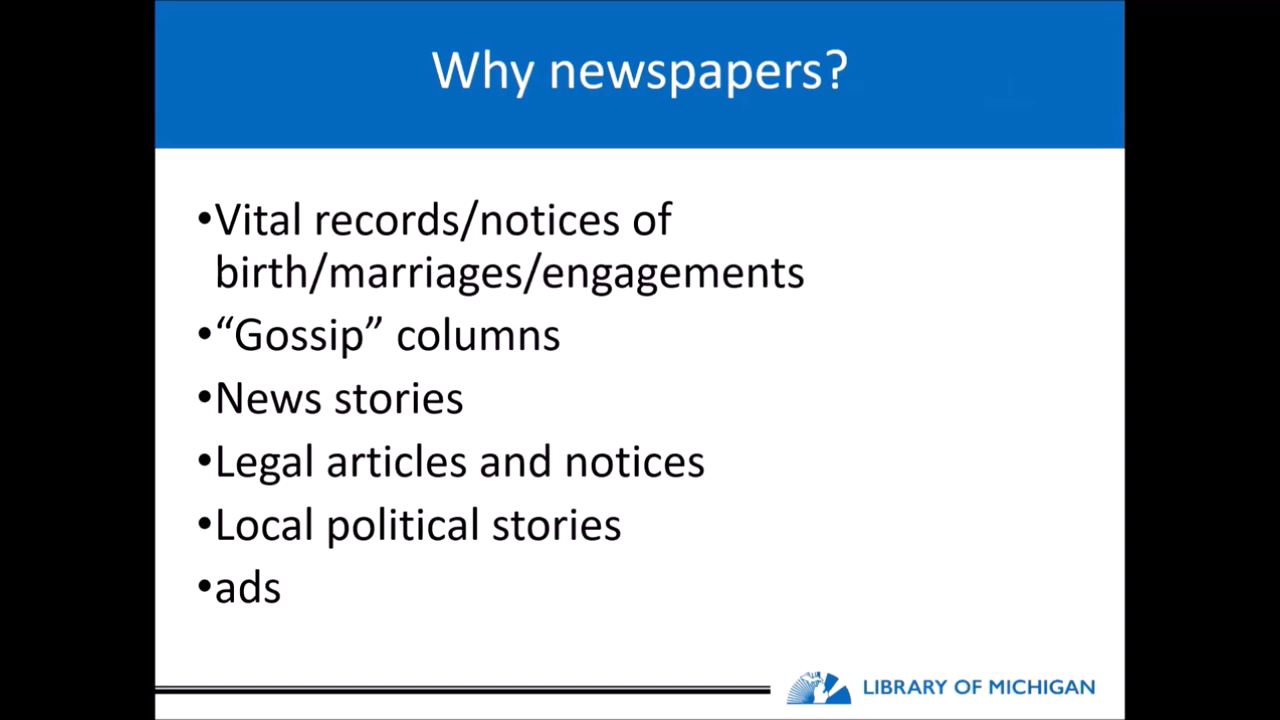 Why newspapers?
•Vital records/notices of
birth/marriages/engagements
•“Gossip” columns
•News stories
•Legal articles and notices
•Local political stories
•ads
LIBRARY OF MICHIGAN